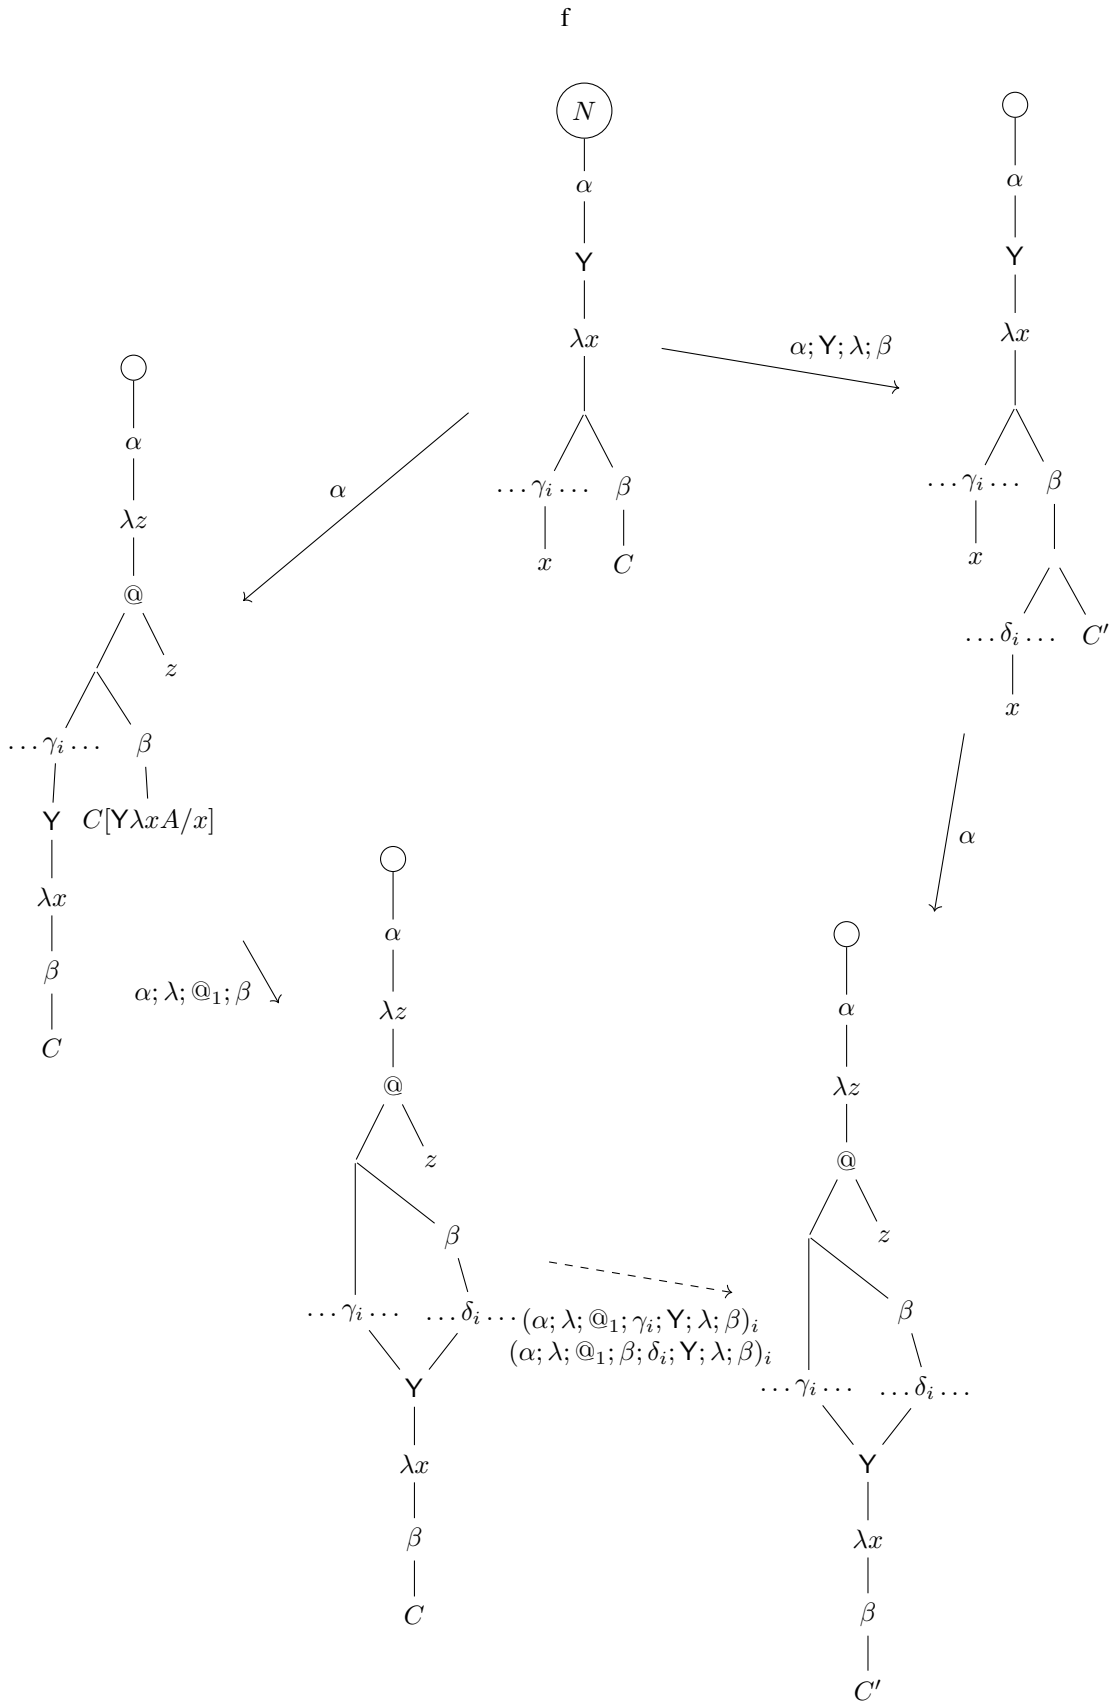 f
N
α
Y
λx
…γᵢ… β
x C
α; Y; λ; β
α
Y
λx
…γᵢ… β
x
…δᵢ… C′
x
α
α
λz
@
z
…γᵢ… β
Y C[YλxA/x]
λx
β
C
α
α; λ; @₁; β
α
λz
@
z
β
…γᵢ… …δᵢ…
Y
λx
β
C
(α; λ; @₁; γᵢ; Y; λ; β)ᵢ
(α; λ; @₁; β; δᵢ; Y; λ; β)ᵢ
α
λz
@
z
β
…γᵢ… …δᵢ…
Y
λx
β
C′